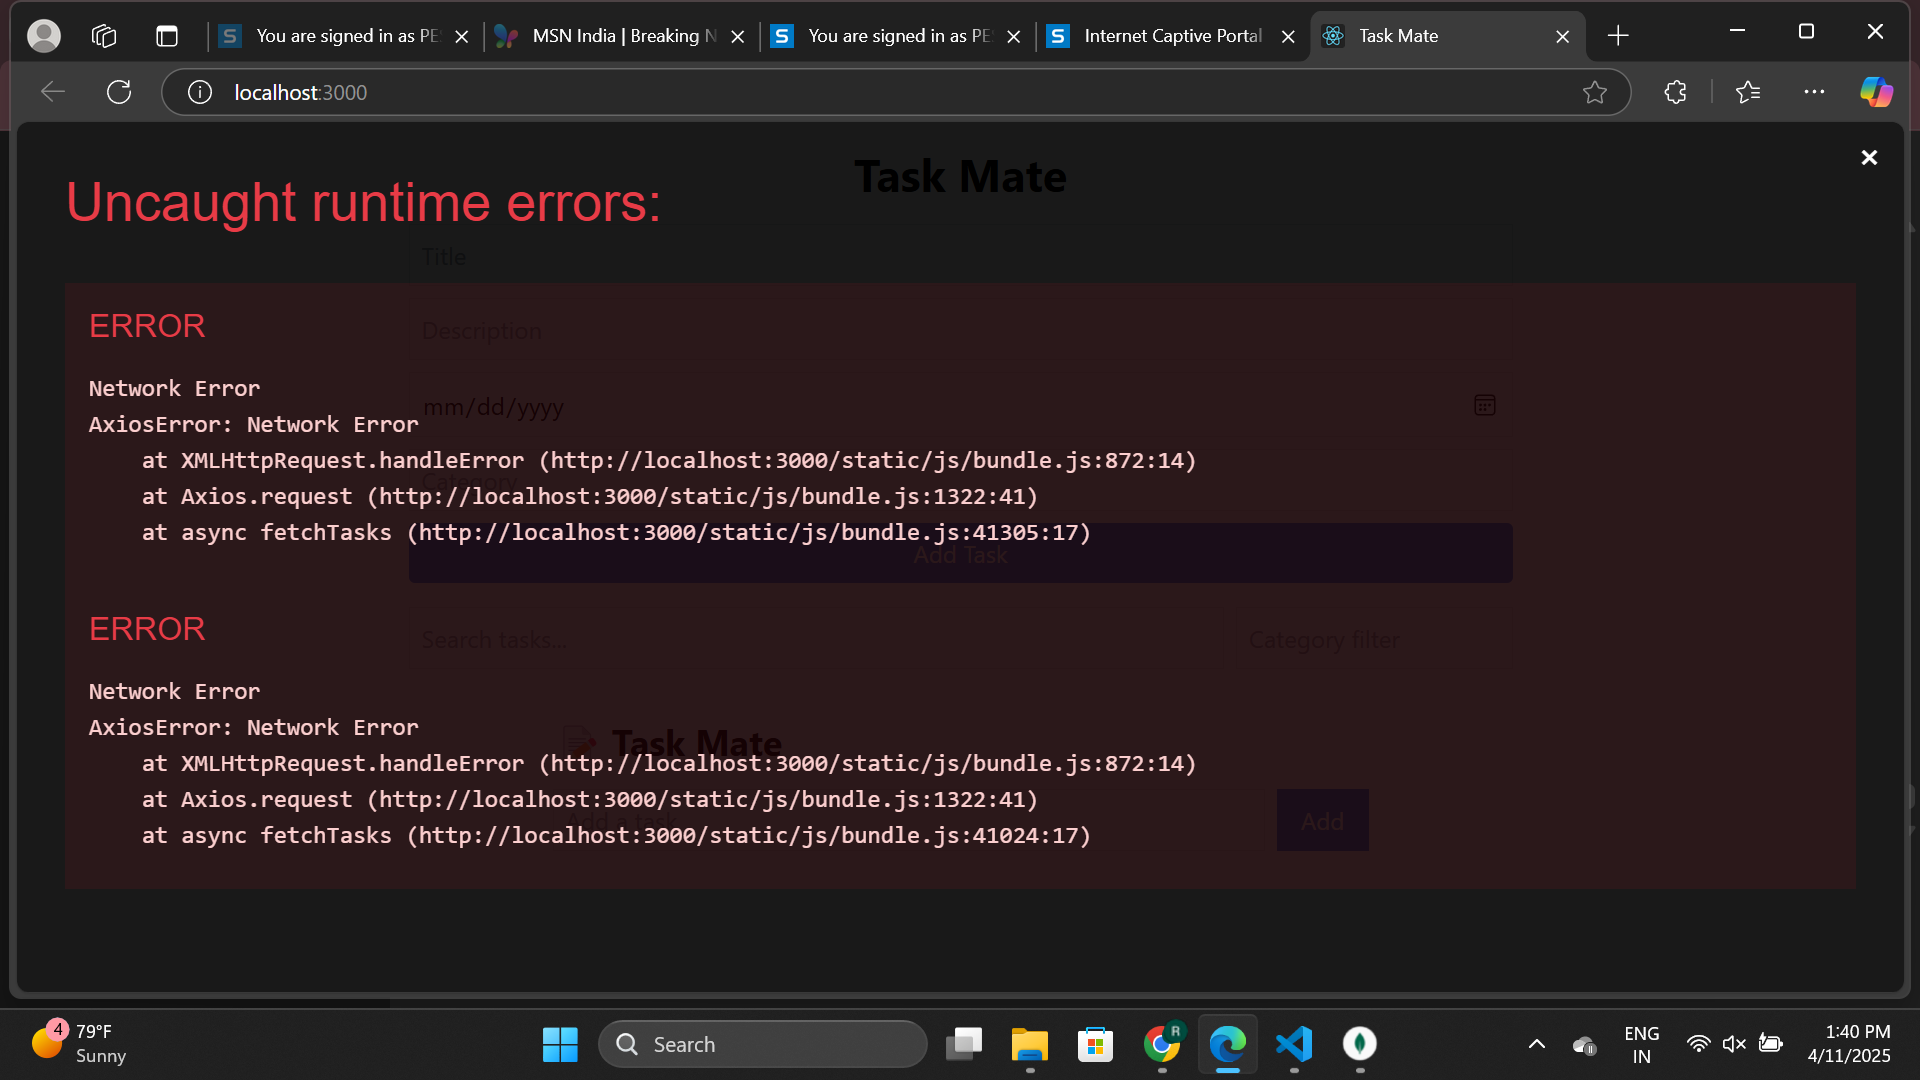 You are signed in as PE
MSN India | Breaking N
You are signed in as PE
Internet Captive Portal
Task Mate
localhost:3000
Task Mate
Uncaught runtime errors:
Title
ERROR
Description
Network Error
mm/dd/yyyy
AxiosError: Network Error
at XMLHttpRequest.handleError (http://localhost:3000/static/js/bundle.js:872:14)
Category
at Axios.request (http://localhost:3000/static/js/bundle.js:1322:41)
at async fetchTasks (http://localhost:3000/static/js/bundle.js:41305:17)
Add Task
ERROR
Search tasks...
Category filter
Network Error
AxiosError: Network Error
Task Mate
at XMLHttpRequest.handleError (http://localhost:3000/static/js/bundle.js:872:14)
at Axios.request (http://localhost:3000/static/js/bundle.js:1322:41)
Add a task
Add
at async fetchTasks (http://localhost:3000/static/js/bundle.js:41024:17)
4
79°F
Sunny
Search
R
ENG
IN
1:40 PM
4/11/2025